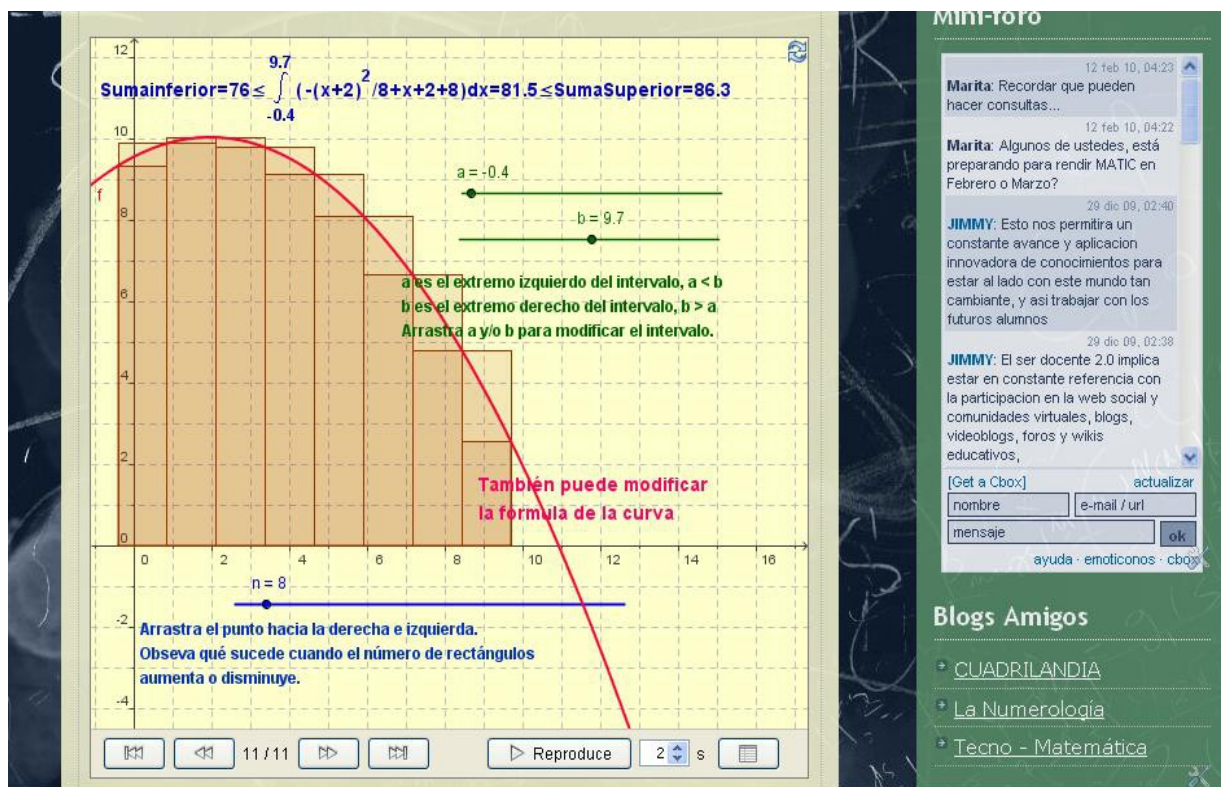 12
9.7
Sumainferior=76≤ ∫ (-(x+2)²/8+x+2+8)dx=81.5≤SumaSuperior=86.3
-0.4
10
a = -0.4
f
8
b = 9.7
a es el extremo izquierdo del intervalo, a < b
6
b es el extremo derecho del intervalo, b > a
Arrastra a y/o b para modificar el intervalo.
4
2
También puede modificar
la fórmula de la curva
0
0 2 4 6 8 10 12 14 16
n = 8
-2
Arrastra el punto hacia la derecha e izquierda.
Obseva qué sucede cuando el número de rectángulos
aumenta o disminuye.
-4
11 / 11 Reproduce 2 s
Mini-foro
12 feb 10, 04:23
Marita: Recordar que pueden
hacer consultas...
12 feb 10, 04:22
Marita: Algunos de ustedes, está
preparando para rendir MATIC en
Febrero o Marzo?
29 dic 09, 02:40
JIMMY: Esto nos permitira un
constante avance y aplicacion
innovadora de conocimientos para
estar al lado con este mundo tan
cambiante, y asi trabajar con los
futuros alumnos
29 dic 09, 02:38
JIMMY: El ser docente 2.0 implica
estar en constante referencia con
la participacion en la web social y
comunidades virtuales, blogs,
videoblogs, foros y wikis
educativos,
[Get a Cbox] actualizar
nombre e-mail / url
mensaje ok
ayuda · emoticonos · cbox
Blogs Amigos
CUADRILANDIA
La Numerología
Tecno - Matemática